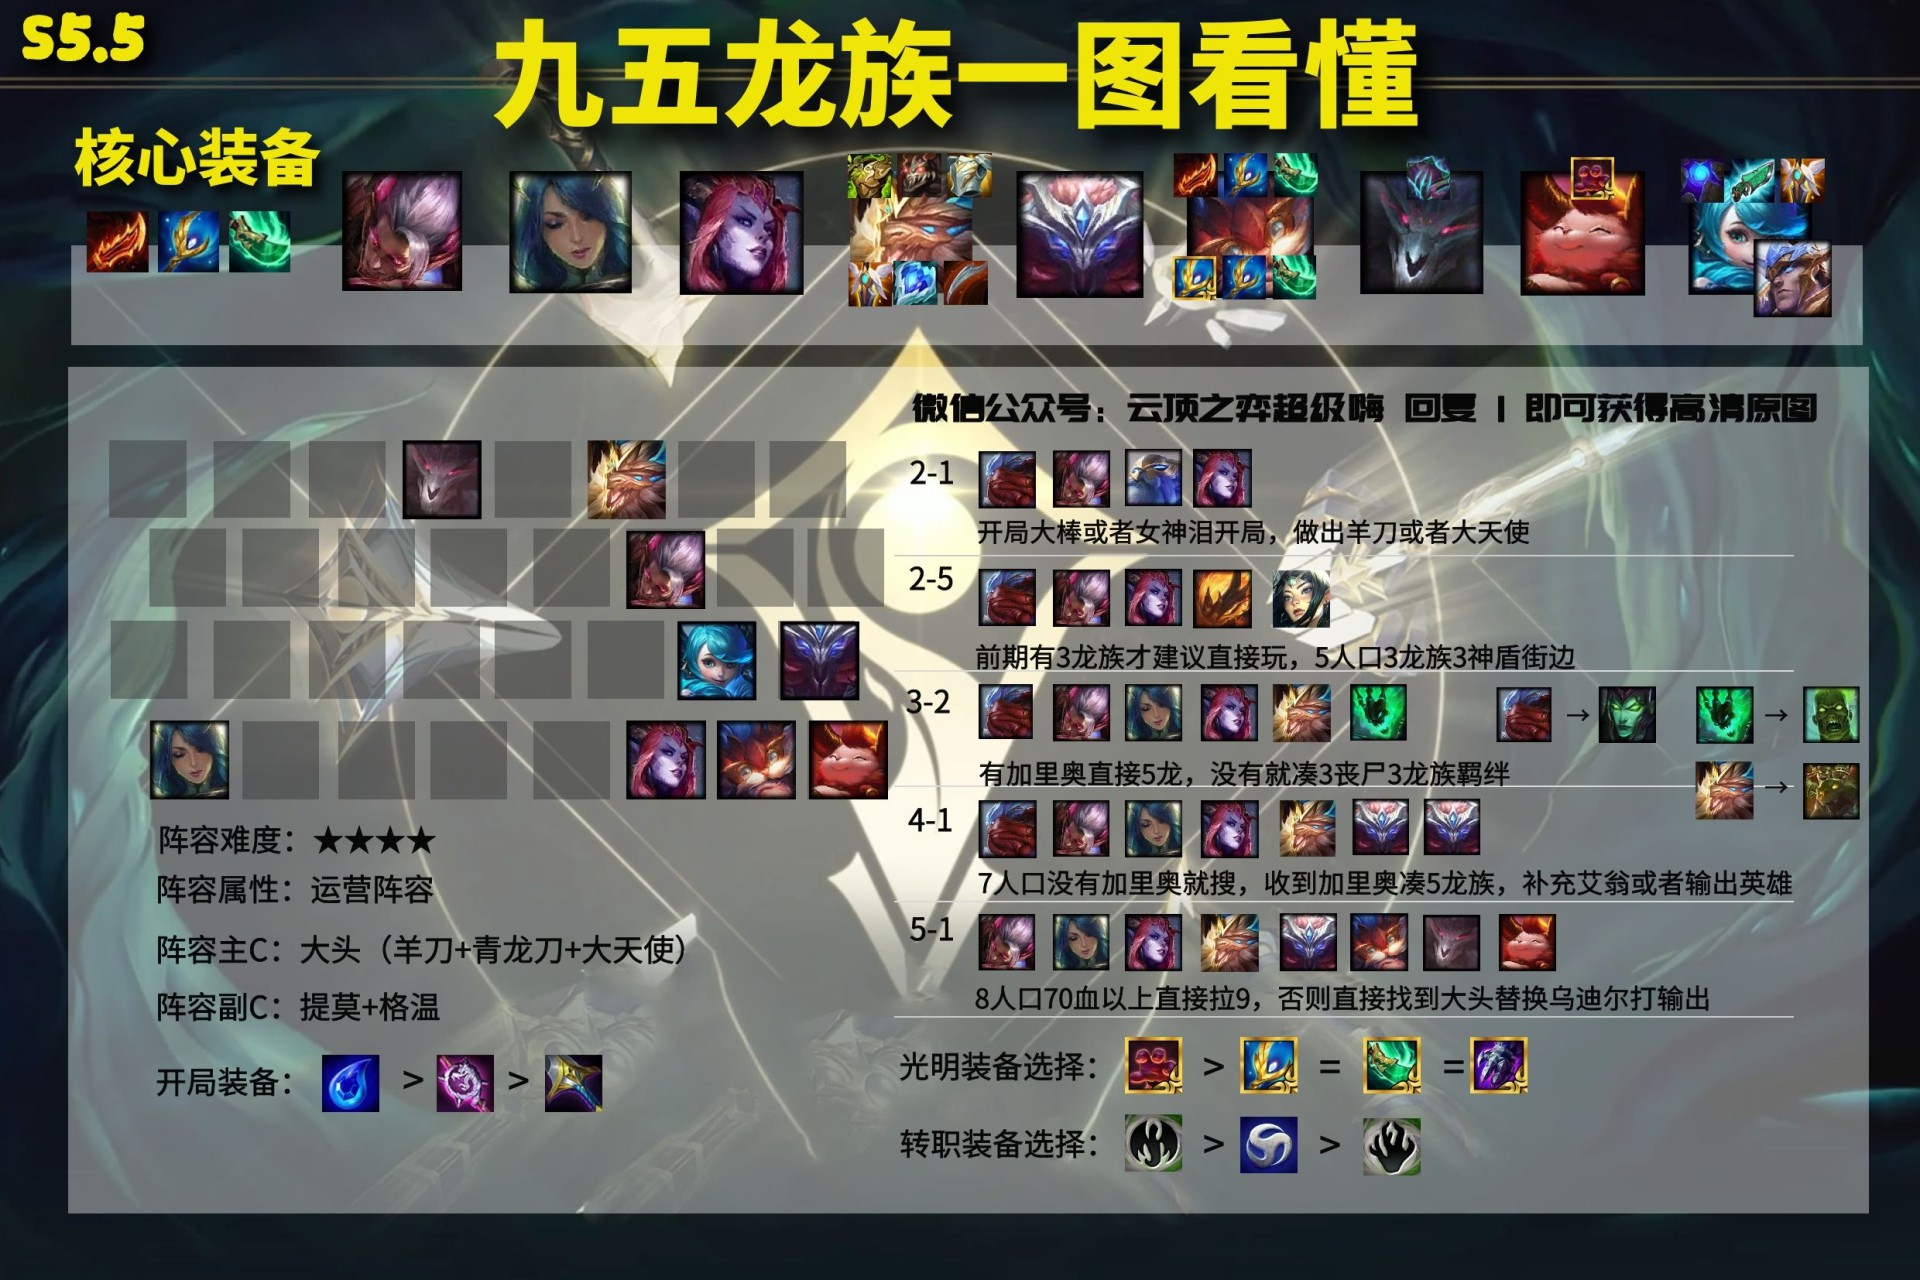 S5.5
九五龙族一图看懂
核心装备
微信公众号：云顶之弈超级嗨 回复 1 即可获得高清原图
2-1
开局大棒或者女神泪开局，做出羊刀或者大天使
2-5
前期有3龙族才建议直接玩，5人口3龙族3神盾街边
3-2
→ →
有加里奥直接5龙，没有就凑3丧尸3龙族羁绊
→
4-1
7人口没有加里奥就搜，收到加里奥凑5龙族，补充艾翁或者输出英雄
5-1
8人口70血以上直接拉9，否则直接找到大头替换乌迪尔打输出
阵容难度：★★★★
阵容属性：运营阵容
阵容主C：大头（羊刀+青龙刀+大天使）
阵容副C：提莫+格温
开局装备： > >
光明装备选择： > = =
转职装备选择： > >